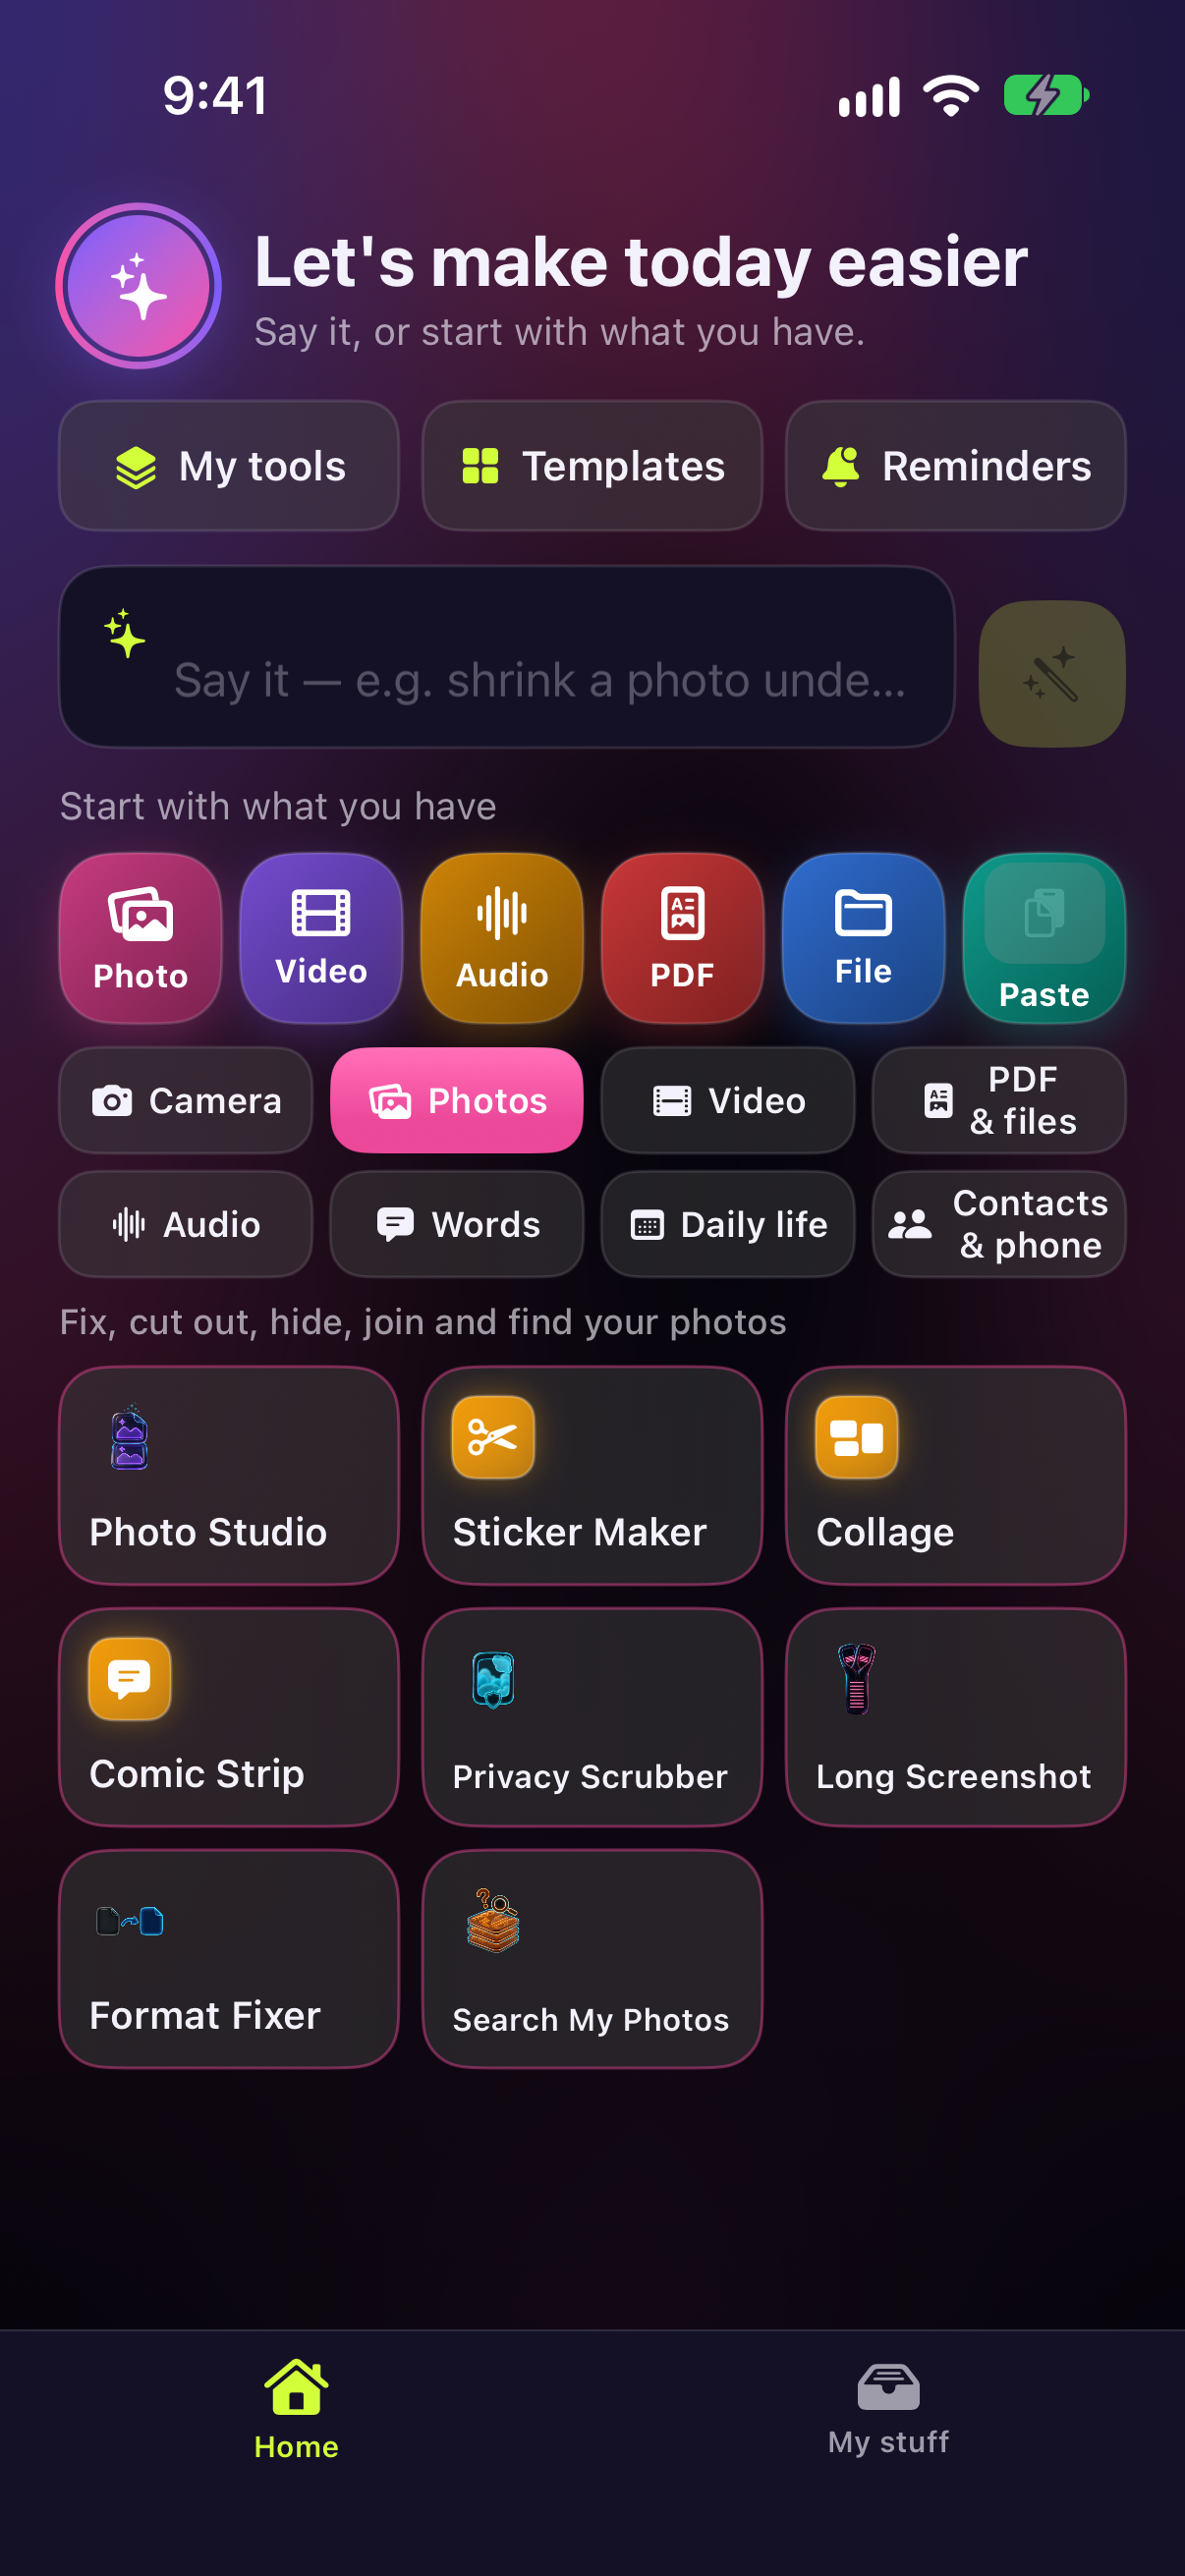 9:41
Let's make today easier
Say it, or start with what you have.
My tools
Templates
Reminders
Say it — e.g. shrink a photo unde...
Start with what you have
Photo
Video
Audio
PDF
File
Paste
Camera
Photos
Video
PDF
& files
Audio
Words
Daily life
Contacts
& phone
Fix, cut out, hide, join and find your photos
Photo Studio
Sticker Maker
Collage
Comic Strip
Privacy Scrubber
Long Screenshot
Format Fixer
Search My Photos
Home
My stuff